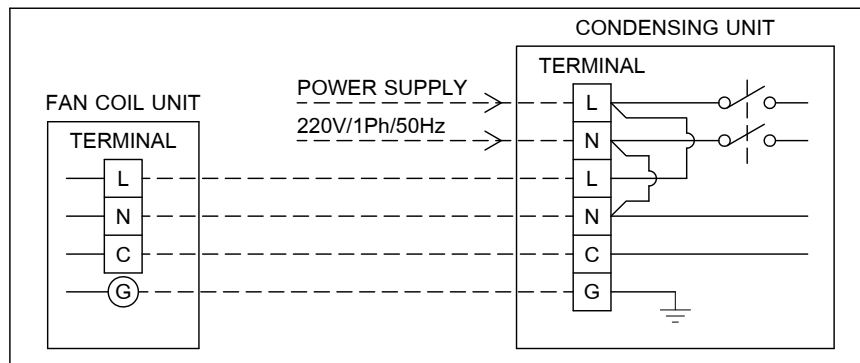 CONDENSING UNIT
TERMINAL
POWER SUPPLY
220V/1Ph/50Hz
L
N
L
N
C
G
FAN COIL UNIT
TERMINAL
L
N
C
G